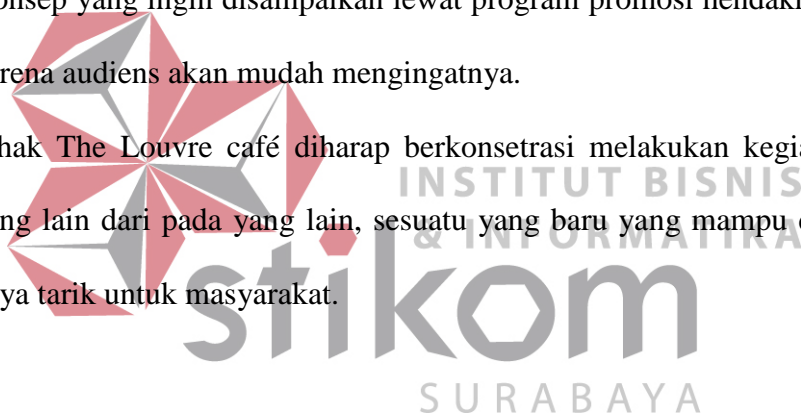 onsep yang ingin disampaikan lewat program promosi hendak
rena audiens akan mudah mengingatnya.
hak The Louvre café diharap berkonsetrasi melakukan kegia
INSTITUT BISNIS
ng lain dari pada yang lain, sesuatu yang baru yang mampu
& INFORMATIKA
ya tarik untuk masyarakat.
stikom
SURABAYA